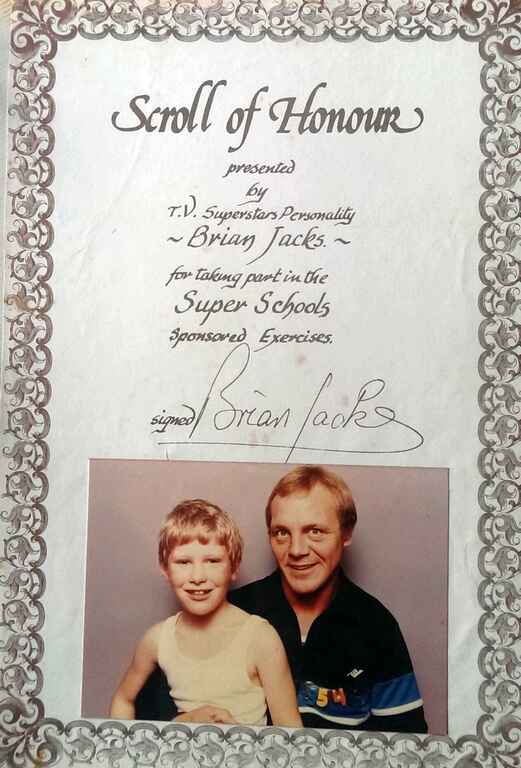 Scroll of Honour
presented
by
T.V. Superstars Personality
~ Brian Jacks. ~
for taking part in the
Super Schools
Sponsored Exercises.
signed Brian Jacks